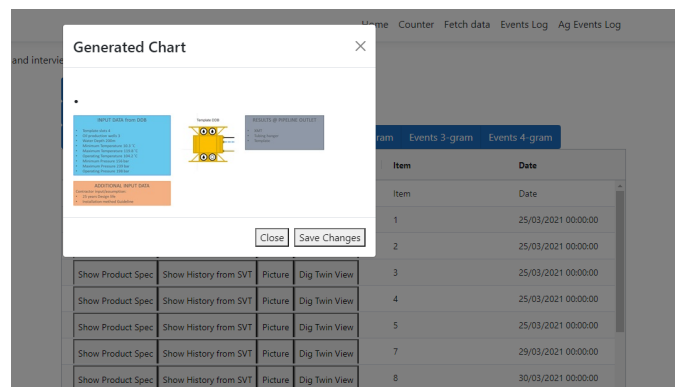 Home Counter Fetch data Events Log Ag Events Log
Generated Chart
and intervie
INPUT DATA from DDB
Template DDB
RESULTS @ PIPELINE OUTLET
ADDITIONAL INPUT DATA
ram Events 3-gram Events 4-gram
Item Date
Item Date
1 25/03/2021 00:00:00
Close Save Changes
2 25/03/2021 00:00:00
Show Product Spec Show History from SVT Picture Dig Twin View 3 25/03/2021 00:00:00
Show Product Spec Show History from SVT Picture Dig Twin View 4 25/03/2021 00:00:00
Show Product Spec Show History from SVT Picture Dig Twin View 5 25/03/2021 00:00:00
Show Product Spec Show History from SVT Picture Dig Twin View 7 29/03/2021 00:00:00
Show Product Spec Show History from SVT Picture Dig Twin View 8 30/03/2021 00:00:00